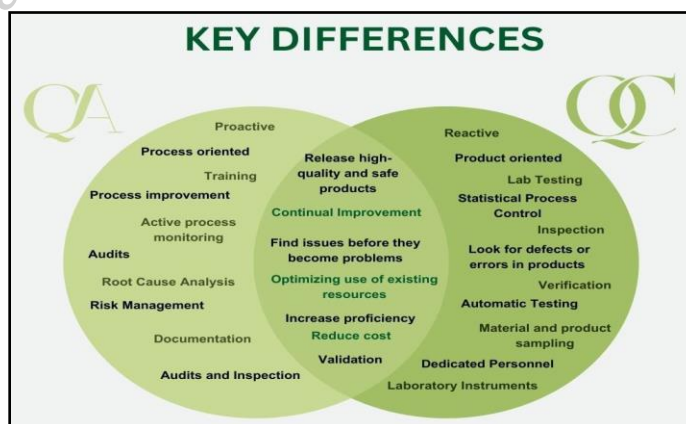 KEY DIFFERENCES
QA
QC
Proactive
Process oriented
Training
Process improvement
Active process
monitoring
Audits
Root Cause Analysis
Risk Management
Documentation
Audits and Inspection
Release high-
quality and safe
products
Continual Improvement
Find issues before they
become problems
Optimizing use of existing
resources
Increase proficiency
Reduce cost
Validation
Reactive
Product oriented
Lab Testing
Statistical Process
Control
Inspection
Look for defects or
errors in products
Verification
Automatic Testing
Material and product
sampling
Dedicated Personnel
Laboratory Instruments